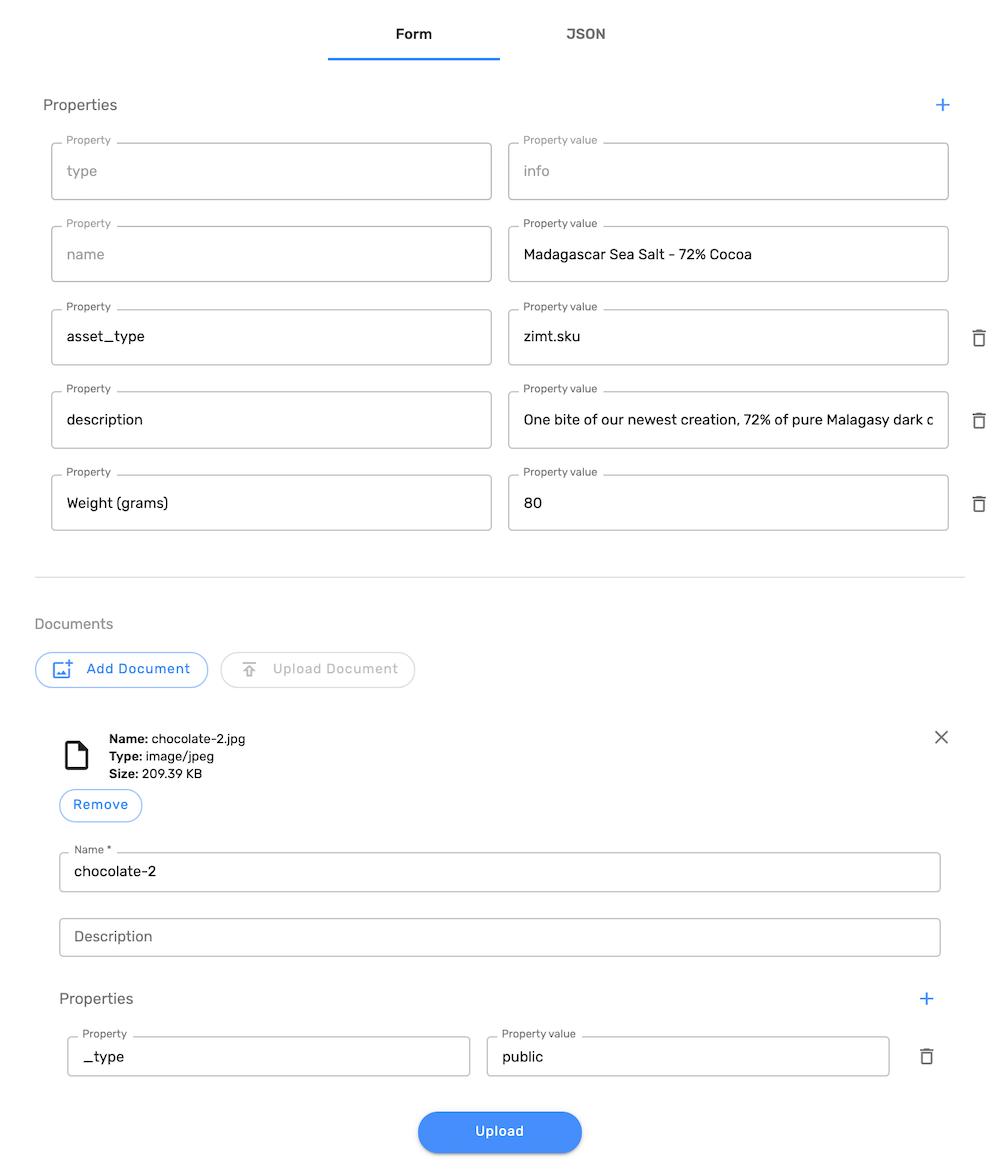 Form
JSON
Properties
Property
Property value
type
info
Property
Property value
name
Madagascar Sea Salt - 72% Cocoa
Property
Property value
asset_type
zimt.sku
Property
Property value
description
One bite of our newest creation, 72% of pure Malagasy dark c
Property
Property value
Weight (grams)
80
Documents
Add Document
Upload Document
Name: chocolate-2.jpg
Type: image/jpeg
Size: 209.39 KB
Remove
Name *
chocolate-2
Description
Properties
Property
Property value
_type
public
Upload